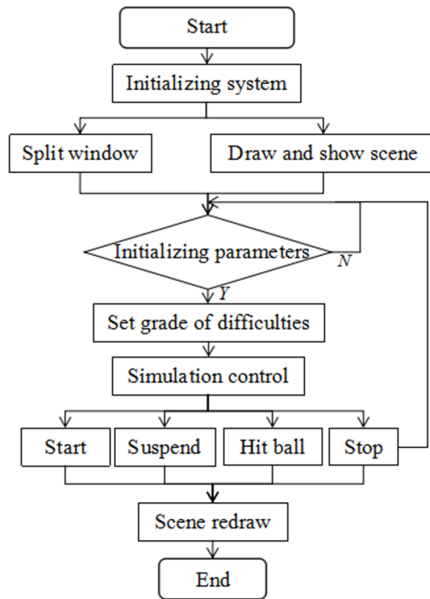 Start
Initializing system
Split window
Draw and show scene
Initializing parameters
N
Y
Set grade of difficulties
Simulation control
Start
Suspend
Hit ball
Stop
Scene redraw
End